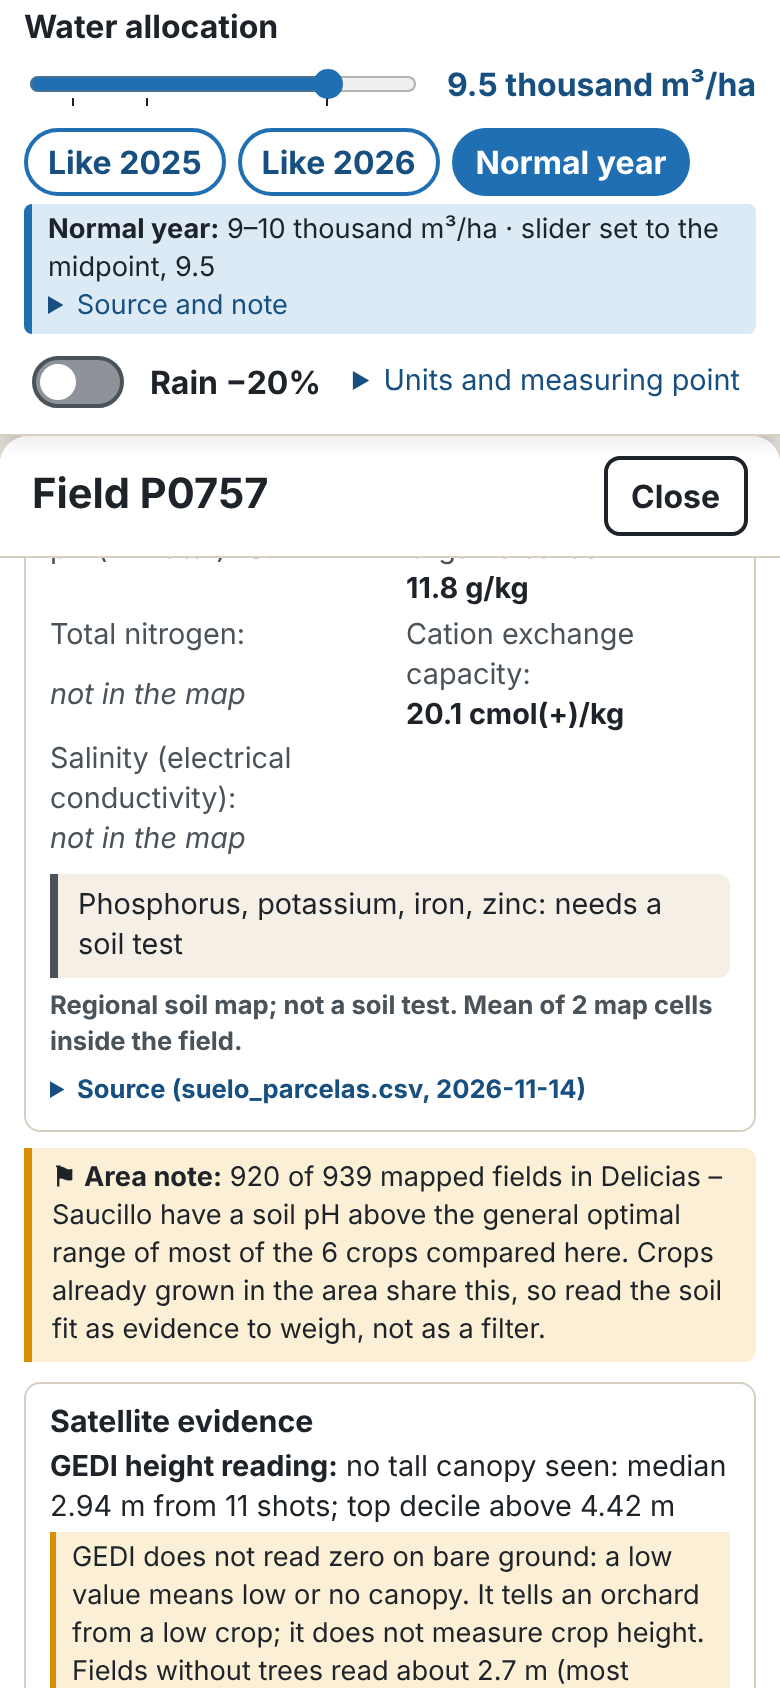 Water allocation
9.5 thousand m³/ha
Like 2025
Like 2026
Normal year
Normal year: 9–10 thousand m³/ha · slider set to the
midpoint, 9.5
▶ Source and note
Rain −20%
▶ Units and measuring point
Field P0757
Close
11.8 g/kg
Total nitrogen:
not in the map
Cation exchange
capacity:
20.1 cmol(+)/kg
Salinity (electrical
conductivity):
not in the map
Phosphorus, potassium, iron, zinc: needs a
soil test
Regional soil map; not a soil test. Mean of 2 map cells
inside the field.
▶ Source (suelo_parcelas.csv, 2026-11-14)
⚑ Area note: 920 of 939 mapped fields in Delicias –
Saucillo have a soil pH above the general optimal
range of most of the 6 crops compared here. Crops
already grown in the area share this, so read the soil
fit as evidence to weigh, not as a filter.
Satellite evidence
GEDI height reading: no tall canopy seen: median
2.94 m from 11 shots; top decile above 4.42 m
GEDI does not read zero on bare ground: a low
value means low or no canopy. It tells an orchard
from a low crop; it does not measure crop height.
Fields without trees read about 2.7 m (most